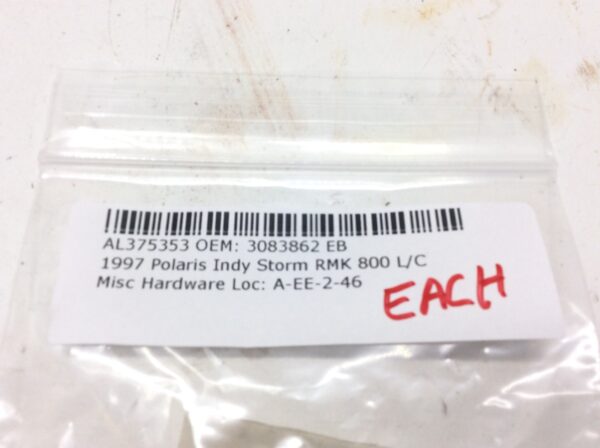 AL375353 OEM: 3083862 EB
1997 Polaris Indy Storm RMK 800 L/C
Misc Hardware Loc: A-EE-2-46
EACH